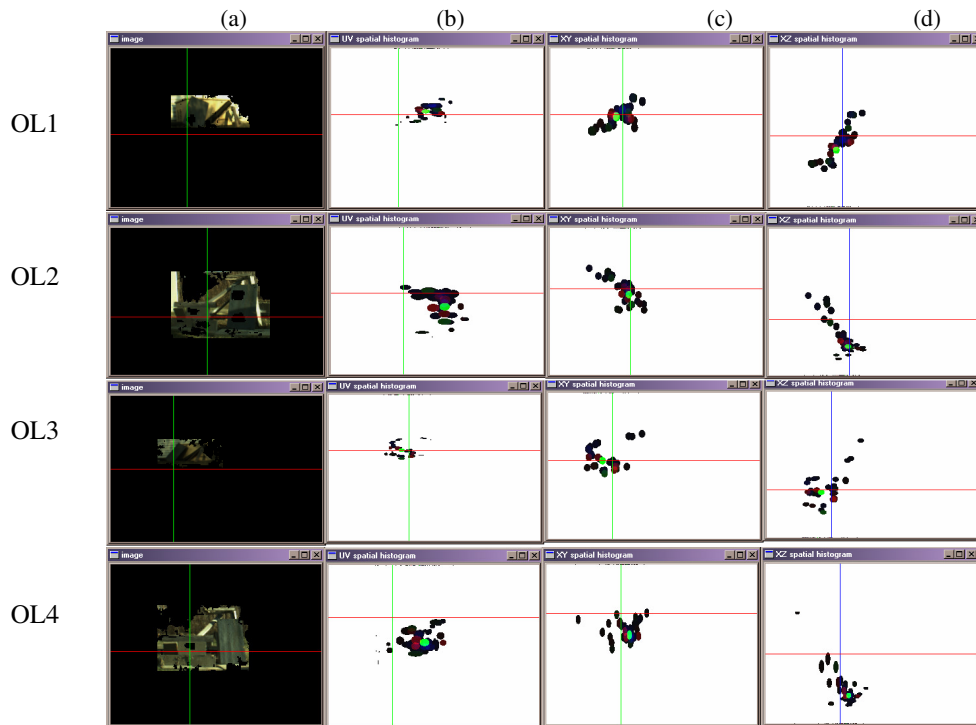 (a) (b) (c) (d)
image UV spatial histogram XY spatial histogram XZ spatial histogram
OL1
image UV spatial histogram XY spatial histogram XZ spatial histogram
OL2
image UV spatial histogram XY spatial histogram XZ spatial histogram
OL3
image UV spatial histogram XY spatial histogram XZ spatial histogram
OL4